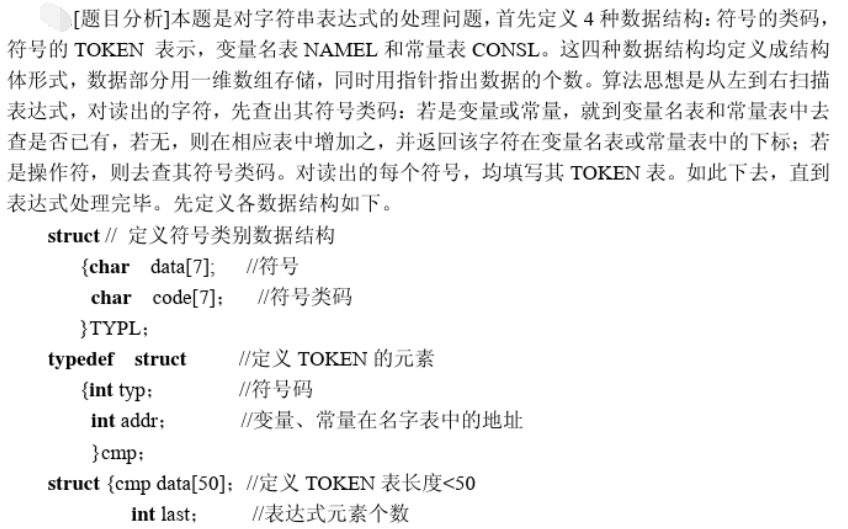 [题目分析]本题是对字符串表达式的处理问题,首先定义 4 种数据结构:符号的类码,
符号的 TOKEN 表示,变量名表 NAMEL 和常量表 CONSL。这四种数据结构均定义成结构
体形式,数据部分用一维数组存储,同时用指针指出数据的个数。算法思想是从左到右扫描
表达式,对读出的字符,先查出其符号类码:若是变量或常量,就到变量名表和常量表中去
查是否已有,若无,则在相应表中增加之,并返回该字符在变量名表或常量表中的下标;若
是操作符,则去查其符号类码。对读出的每个符号,均填写其 TOKEN 表。如此下去,直到
表达式处理完毕。先定义各数据结构如下。
struct // 定义符号类别数据结构
{char data[7]; //符号
char code[7]; //符号类码
}TYPL;
typedef struct //定义 TOKEN 的元素
{int typ; //符号码
int addr; //变量、常量在名字表中的地址
}cmp;
struct {cmp data[50]; //定义 TOKEN 表长度<50
int last; //表达式元素个数